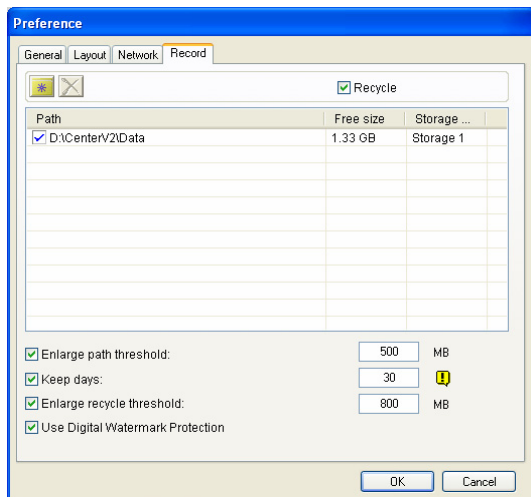 Preference
General Layout Network Record
Recycle
Path Free size Storage ...
D:\CenterV2\Data 1.33 GB Storage 1
Enlarge path threshold: 500 MB
Keep days: 30
Enlarge recycle threshold: 800 MB
Use Digital Watermark Protection
OK Cancel